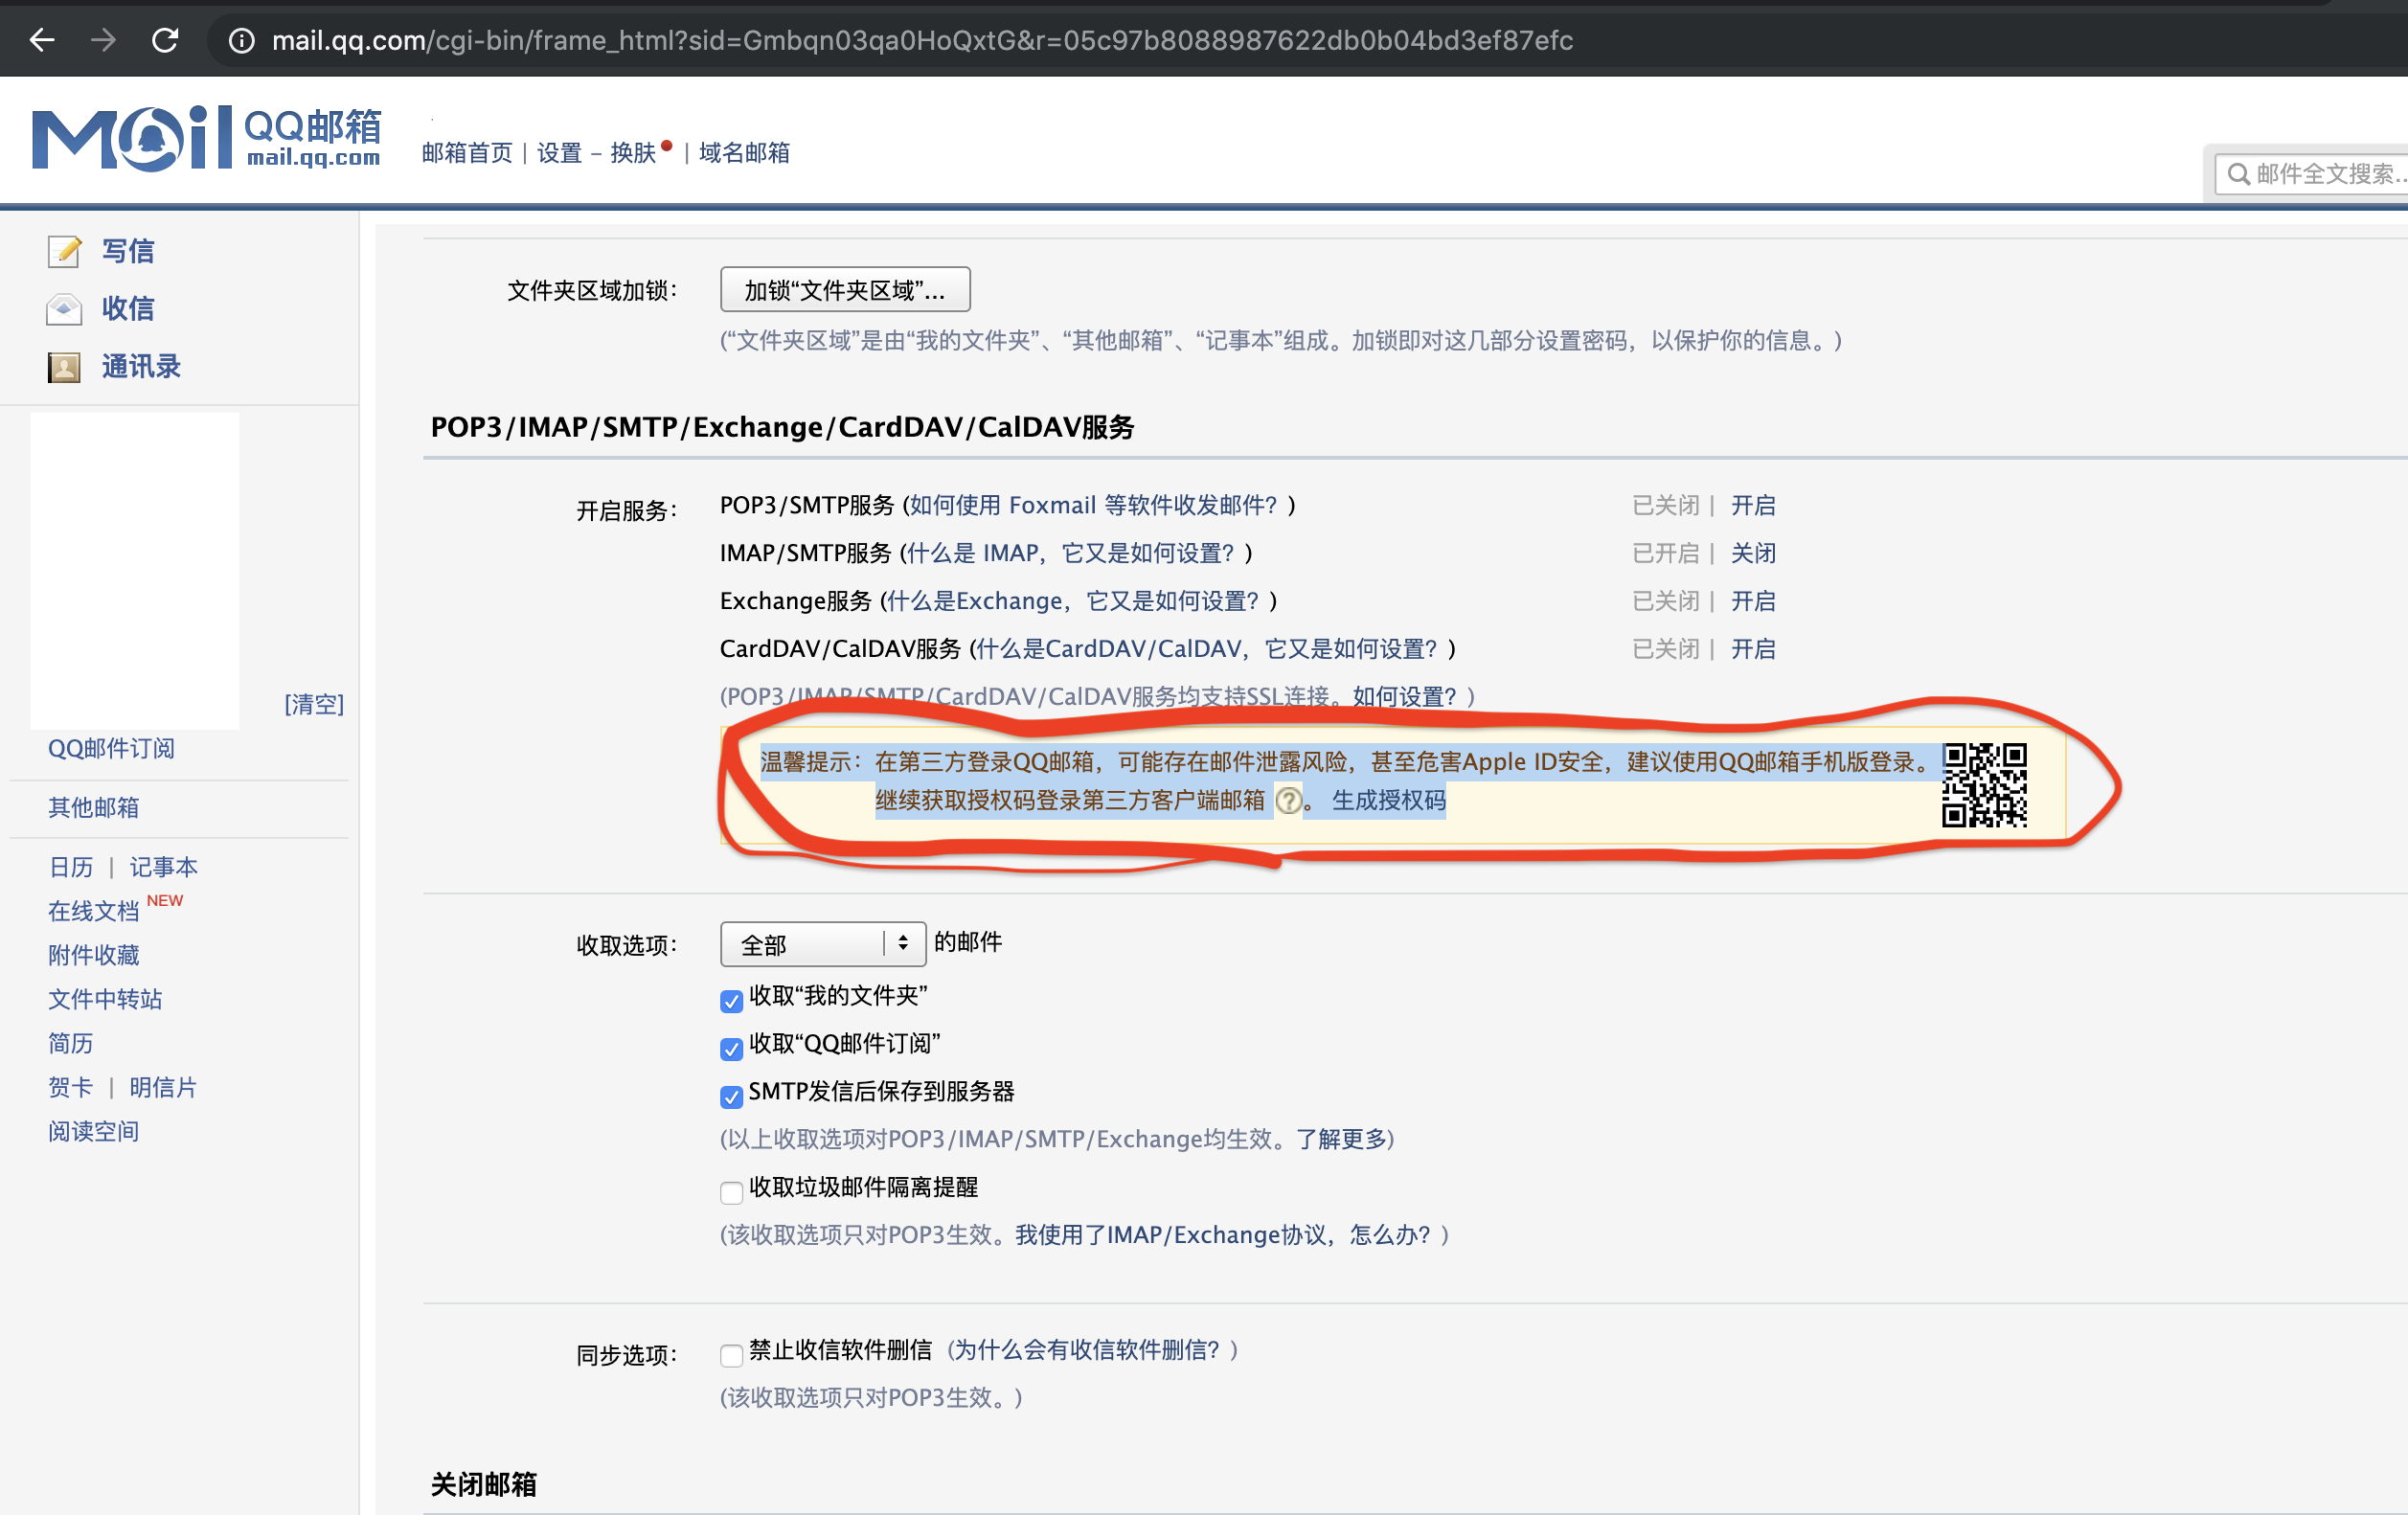 mail.qq.com/cgi-bin/frame_html?sid=Gmbqn03qa0HoQxtG&r=05c97b8088987622db0b04bd3ef87efc
Mail QQ邮箱
mail.qq.com
邮箱首页 | 设置 - 换肤 | 域名邮箱
邮件全文搜索...
写信
收信
通讯录
[清空]
QQ邮件订阅
其他邮箱
日历 | 记事本
在线文档 NEW
附件收藏
文件中转站
简历
贺卡 | 明信片
阅读空间
文件夹区域加锁： 加锁“文件夹区域”...
(“文件夹区域”是由“我的文件夹”、“其他邮箱”、“记事本”组成。加锁即对这几部分设置密码，以保护你的信息。)
POP3/IMAP/SMTP/Exchange/CardDAV/CalDAV服务
开启服务： POP3/SMTP服务 (如何使用 Foxmail 等软件收发邮件？) 已关闭 | 开启
IMAP/SMTP服务 (什么是 IMAP，它又是如何设置？) 已开启 | 关闭
Exchange服务 (什么是Exchange，它又是如何设置？) 已关闭 | 开启
CardDAV/CalDAV服务 (什么是CardDAV/CalDAV，它又是如何设置？) 已关闭 | 开启
(POP3/IMAP/SMTP/CardDAV/CalDAV服务均支持SSL连接。如何设置？)
温馨提示：在第三方登录QQ邮箱，可能存在邮件泄露风险，甚至危害Apple ID安全，建议使用QQ邮箱手机版登录。
继续获取授权码登录第三方客户端邮箱 ?。 生成授权码
收取选项： 全部 的邮件
收取“我的文件夹”
收取“QQ邮件订阅”
SMTP发信后保存到服务器
(以上收取选项对POP3/IMAP/SMTP/Exchange均生效。了解更多)
收取垃圾邮件隔离提醒
(该收取选项只对POP3生效。我使用了IMAP/Exchange协议，怎么办？)
同步选项： 禁止收信软件删信 (为什么会有收信软件删信？)
(该收取选项只对POP3生效。)
关闭邮箱